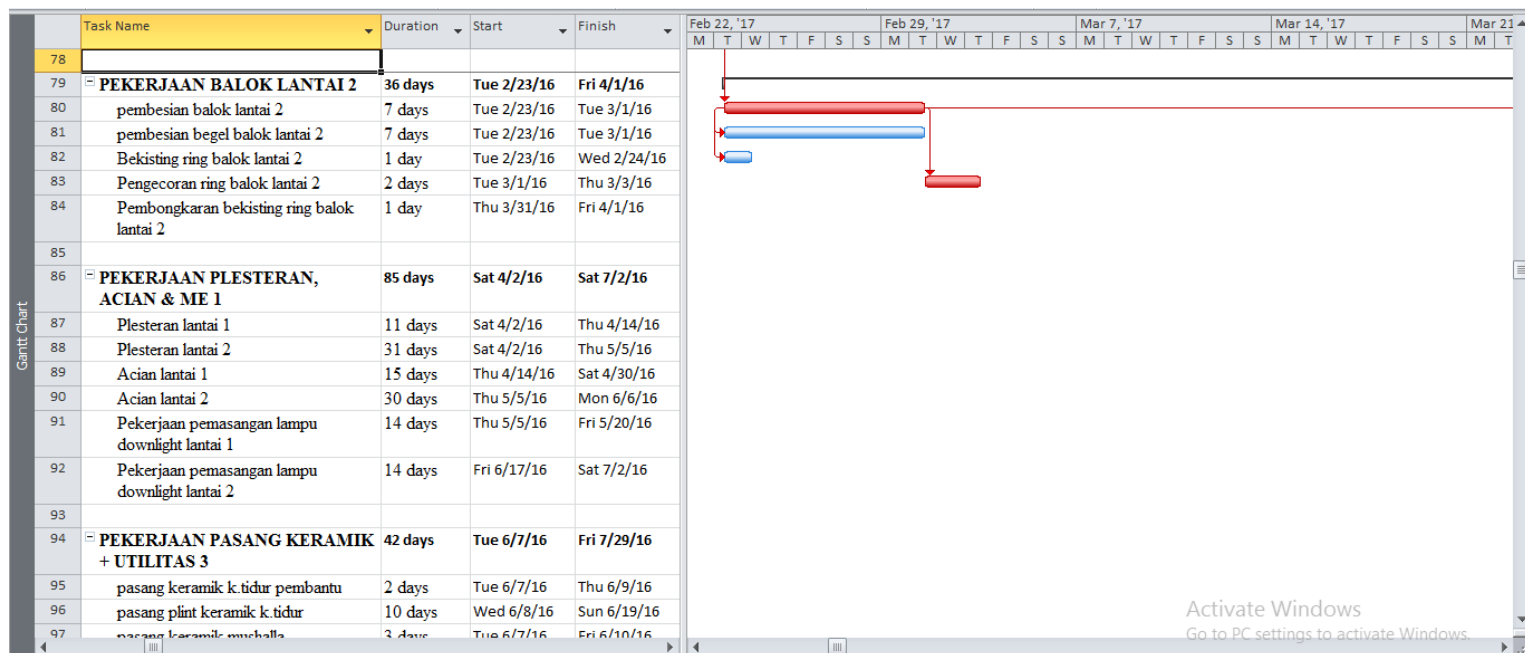 Task Name Duration Start Finish Feb 22, '17 Feb 29, '17 Mar 7, '17 Mar 14, '17 Mar 21
M T W T F S S M T W T F S S M T W T F S S M T W T F S S M T
78
79 PEKERJAAN BALOK LANTAI 2 36 days Tue 2/23/16 Fri 4/1/16
80 pembesian balok lantai 2 7 days Tue 2/23/16 Tue 3/1/16
81 pembesian begel balok lantai 2 7 days Tue 2/23/16 Tue 3/1/16
82 Bekisting ring balok lantai 2 1 day Tue 2/23/16 Wed 2/24/16
83 Pengecoran ring balok lantai 2 2 days Tue 3/1/16 Thu 3/3/16
84 Pembongkaran bekisting ring balok 1 day Thu 3/31/16 Fri 4/1/16
lantai 2
85
86 PEKERJAAN PLESTERAN, 85 days Sat 4/2/16 Sat 7/2/16
ACIAN & ME 1
87 Plesteran lantai 1 11 days Sat 4/2/16 Thu 4/14/16
88 Plesteran lantai 2 31 days Sat 4/2/16 Thu 5/5/16
89 Acian lantai 1 15 days Thu 4/14/16 Sat 4/30/16
90 Acian lantai 2 30 days Thu 5/5/16 Mon 6/6/16
91 Pekerjaan pemasangan lampu 14 days Thu 5/5/16 Fri 5/20/16
downlight lantai 1
92 Pekerjaan pemasangan lampu 14 days Fri 6/17/16 Sat 7/2/16
downlight lantai 2
93
94 PEKERJAAN PASANG KERAMIK 42 days Tue 6/7/16 Fri 7/29/16
+ UTILITAS 3
95 pasang keramik k.tidur pembantu 2 days Tue 6/7/16 Thu 6/9/16
96 pasang plint keramik k.tidur 10 days Wed 6/8/16 Sun 6/19/16
97 pasang keramik mushalla 3 days Tue 6/7/16 Fri 6/10/16
Gantt Chart
Activate Windows
Go to PC settings to activate Windows.